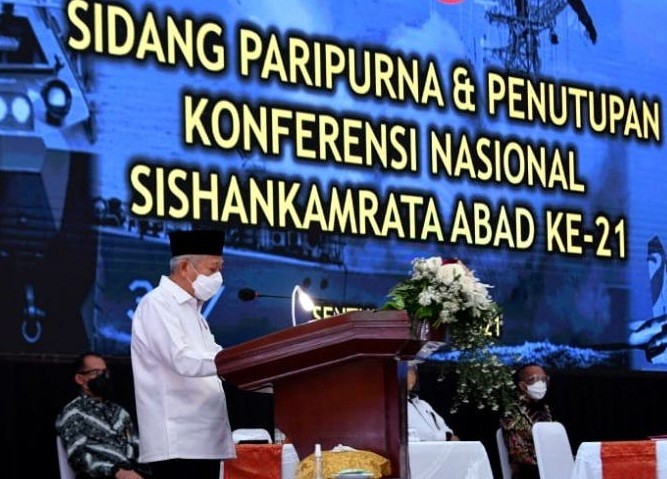 SIDANG PARIPURNA & PENUTUPAN
KONFERENSI NASIONAL
SISHANKAMRATA ABAD KE-21